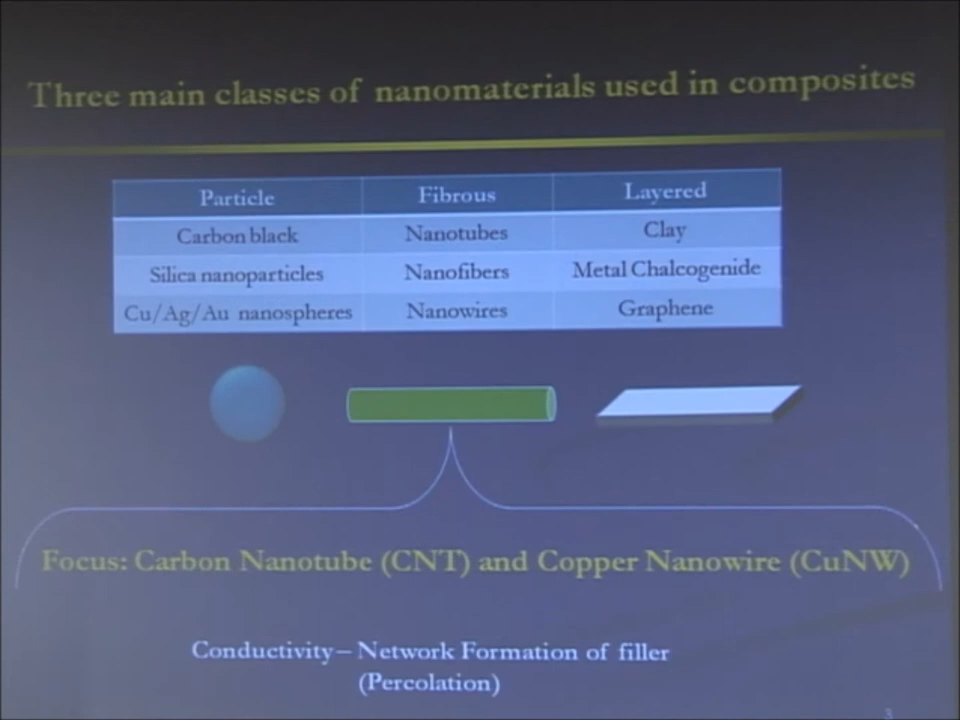 Three main classes of nanomaterials used in composites
Particle Fibrous Layered
Carbon black Nanotubes Clay
Silica nanoparticles Nanofibers Metal Chalcogenide
Cu/Ag/Au nanospheres Nanowires Graphene
Focus: Carbon Nanotube (CNT) and Copper Nanowire (CuNW)
Conductivity – Network Formation of filler
(Percolation)
3